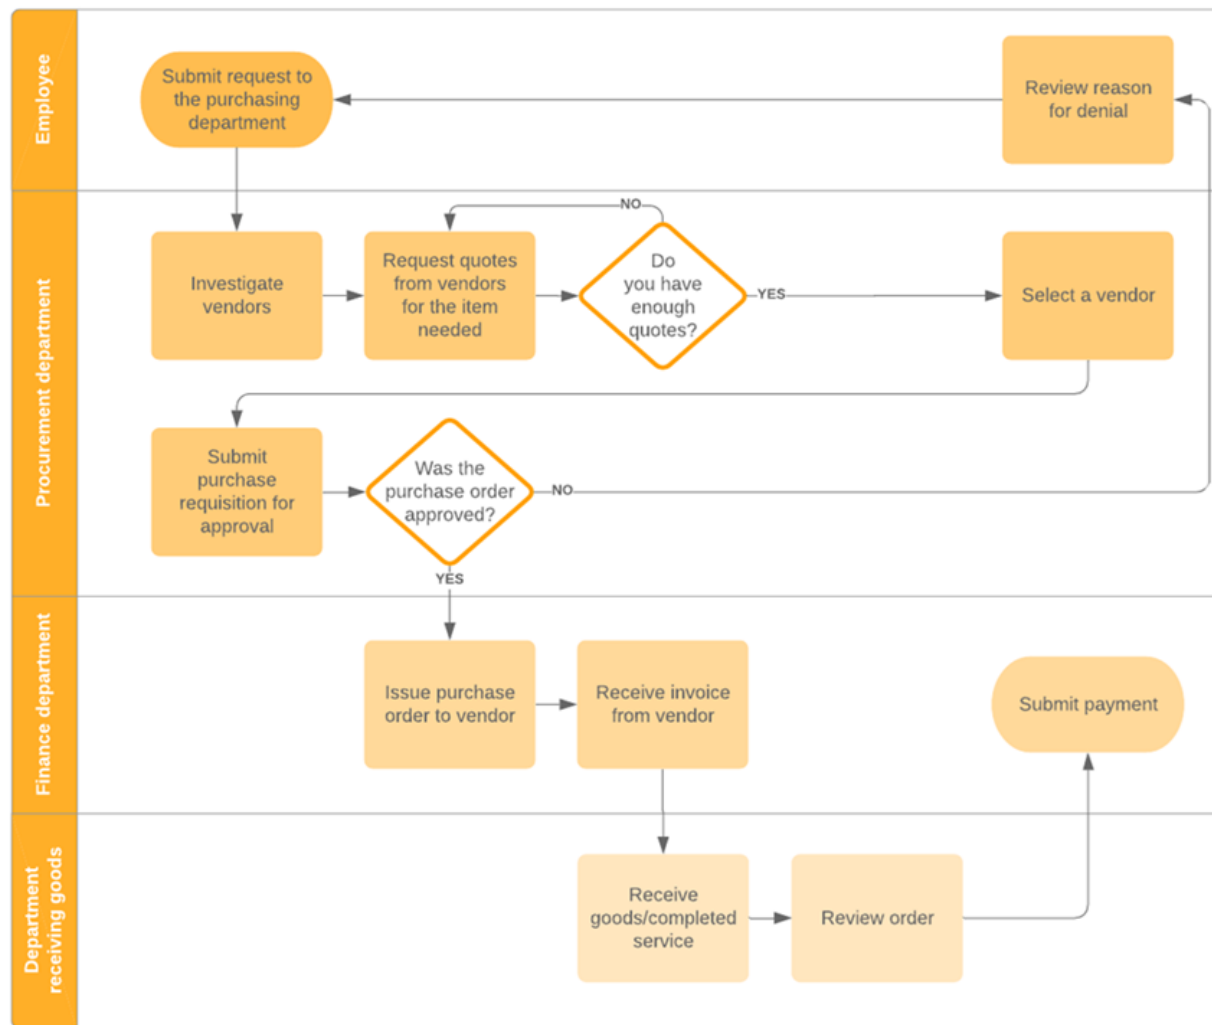 Employee
Submit request to
the purchasing
department
Review reason
for denial
Procurement department
Investigate
vendors
Request quotes
from vendors
for the item
needed
NO
Do
you have
enough
quotes?
YES
Select a vendor
Submit
purchase
requisition for
approval
Was the
purchase order
approved?
NO
YES
Finance department
Issue purchase
order to vendor
Receive invoice
from vendor
Submit payment
Department
receiving goods
Receive
goods/completed
service
Review order